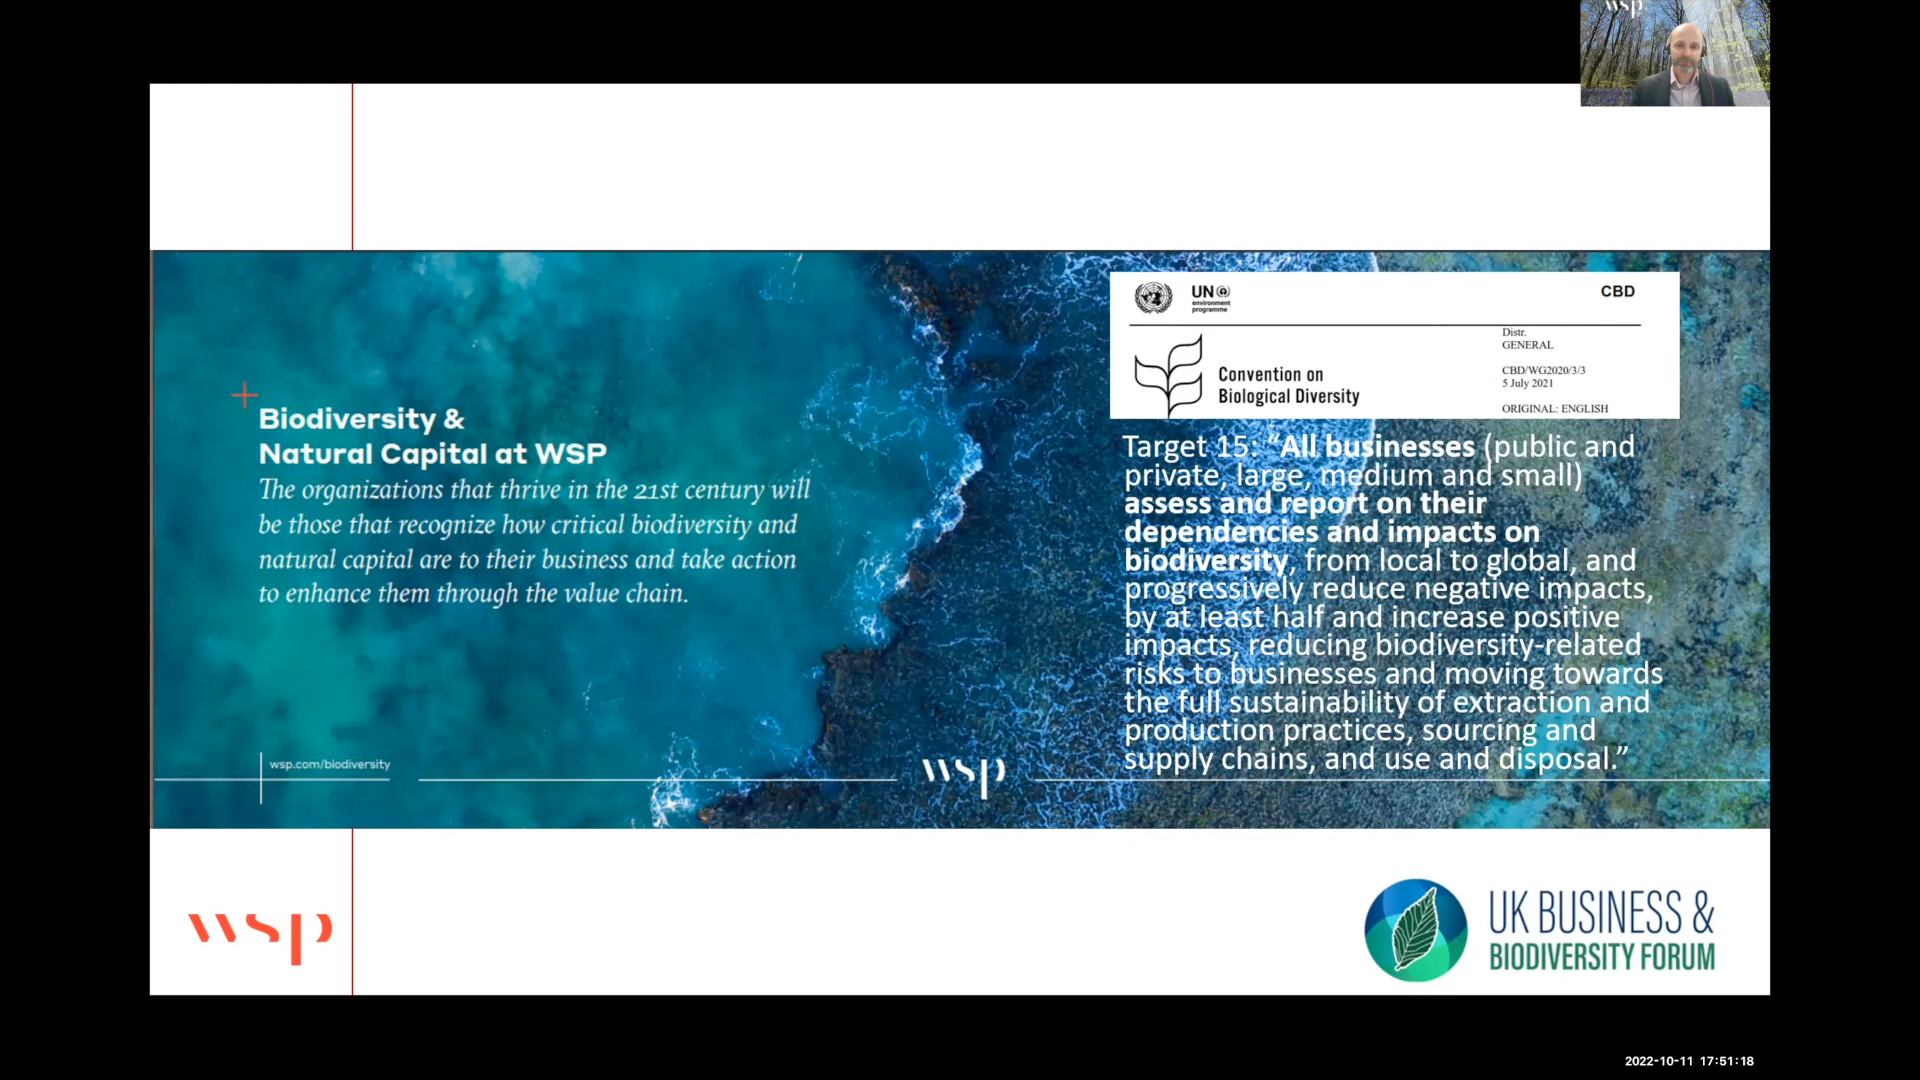 wsp
UN
environment
programme
CBD
Distr.
GENERAL
CBD/WG2020/3/3
5 July 2021
ORIGINAL: ENGLISH
Convention on
Biological Diversity
Biodiversity &
Natural Capital at WSP
The organizations that thrive in the 21st century will
be those that recognize how critical biodiversity and
natural capital are to their business and take action
to enhance them through the value chain.
Target 15: “All businesses (public and
private, large, medium and small)
assess and report on their
dependencies and impacts on
biodiversity, from local to global, and
progressively reduce negative impacts,
by at least half and increase positive
impacts, reducing biodiversity-related
risks to businesses and moving towards
the full sustainability of extraction and
production practices, sourcing and
supply chains, and use and disposal.”
wsp.com/biodiversity
wsp
wsp
UK BUSINESS &
BIODIVERSITY FORUM
2022-10-11 17:51:18